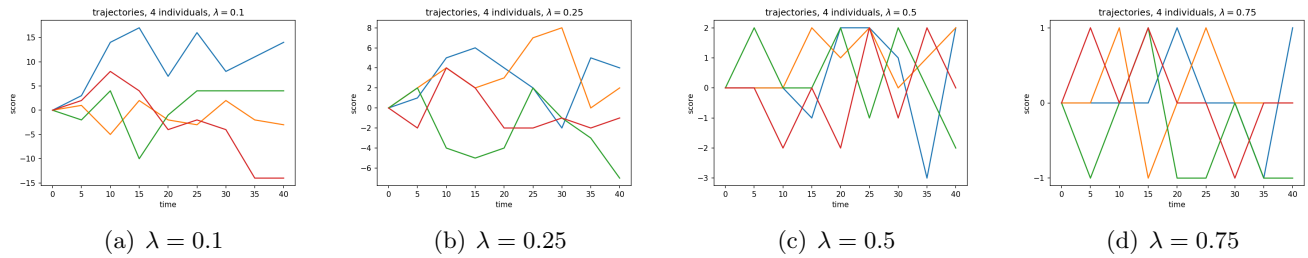 trajectories, 4 individuals, λ = 0.1
score
15
10
5
0
−5
−10
−15
0 5 10 15 20 25 30 35 40
time
(a) λ = 0.1
trajectories, 4 individuals, λ = 0.25
score
8
6
4
2
0
−2
−4
−6
0 5 10 15 20 25 30 35 40
time
(b) λ = 0.25
trajectories, 4 individuals, λ = 0.5
score
2
1
0
−1
−2
−3
0 5 10 15 20 25 30 35 40
time
(c) λ = 0.5
trajectories, 4 individuals, λ = 0.75
score
1
0
−1
0 5 10 15 20 25 30 35 40
time
(d) λ = 0.75